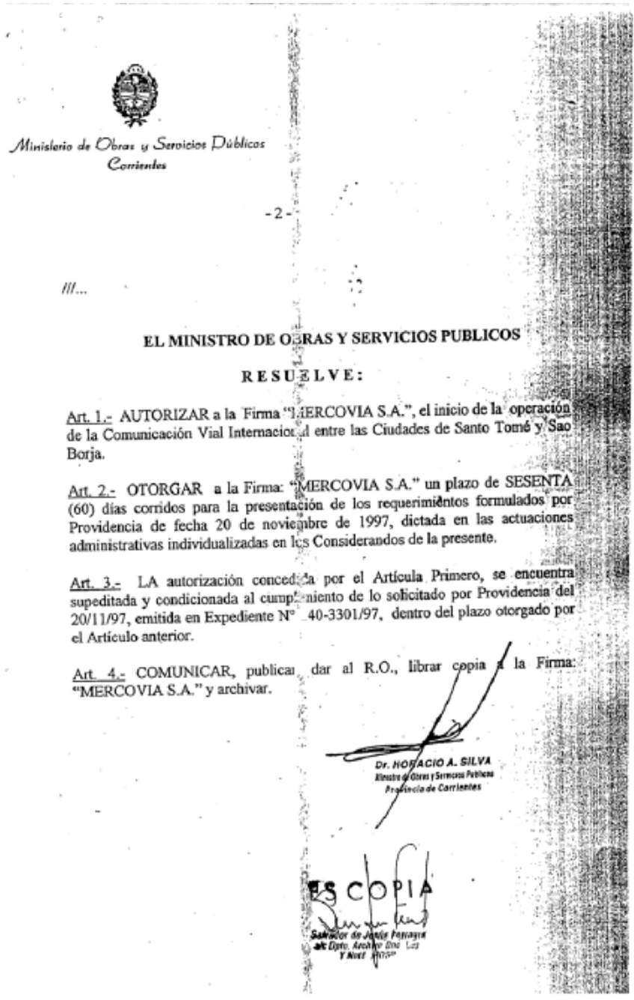 Ministerio de Obras y Servicios Públicos
Corrientes
- 2 -
///...
EL MINISTRO DE OBRAS Y SERVICIOS PUBLICOS
R E S U E L V E :
Art. 1.- AUTORIZAR a la Firma "MERCOVIA S.A.", el inicio de la operación
de la Comunicación Vial Internacional entre las Ciudades de Santo Tomé y Sao
Borja.
Art. 2.- OTORGAR a la Firma: "MERCOVIA S.A." un plazo de SESENTA
(60) días corridos para la presentación de los requerimientos formulados por
Providencia de fecha 20 de noviembre de 1997, dictada en las actuaciones
administrativas individualizadas en los Considerandos de la presente.
Art. 3.- LA autorización concedida por el Artícula Primero, se encuentra
supeditada y condicionada al cumplimiento de lo solicitado por Providencia del
20/11/97, emitida en Expediente N° 40-3301/97, dentro del plazo otorgado por
el Artículo anterior.
Art. 4.- COMUNICAR, publicar, dar al R.O., librar copia a la Firma:
"MERCOVIA S.A." y archivar.
Dr. HORACIO A. SILVA
Ministro de Obras y Servicios Publicos
Provincia de Corrientes
ES COPIA
Salvador de Jesús
a/c Dpto. Archivo